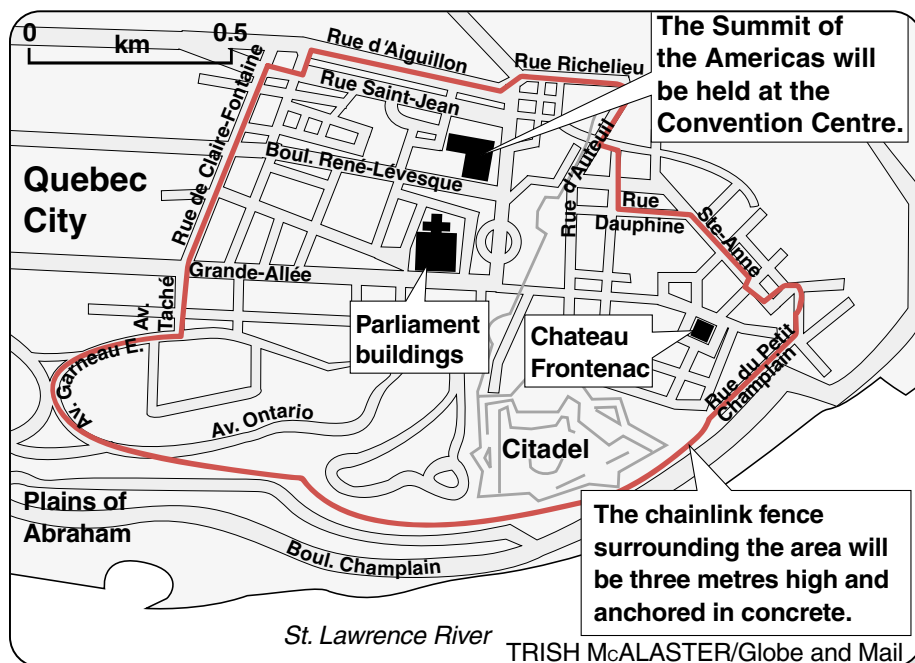 0 0.5
km
The Summit of
the Americas will
be held at the
Convention Centre.
Rue d'Aiguillon
Rue Richelieu
Rue Saint-Jean
Rue de Claire-Fontaine
Boul. René-Lévesque
Rue d'Auteuil
Quebec
City
Rue
Dauphine
Ste-Anne
Grande-Allée
Av.
Taché
Parliament
buildings
Chateau
Frontenac
Av. Garneau E.
Rue du Petit
Champlain
Av. Ontario
Citadel
Plains of
Abraham
Boul. Champlain
The chainlink fence
surrounding the area will
be three metres high and
anchored in concrete.
St. Lawrence River
TRISH McALASTER/Globe and Mail